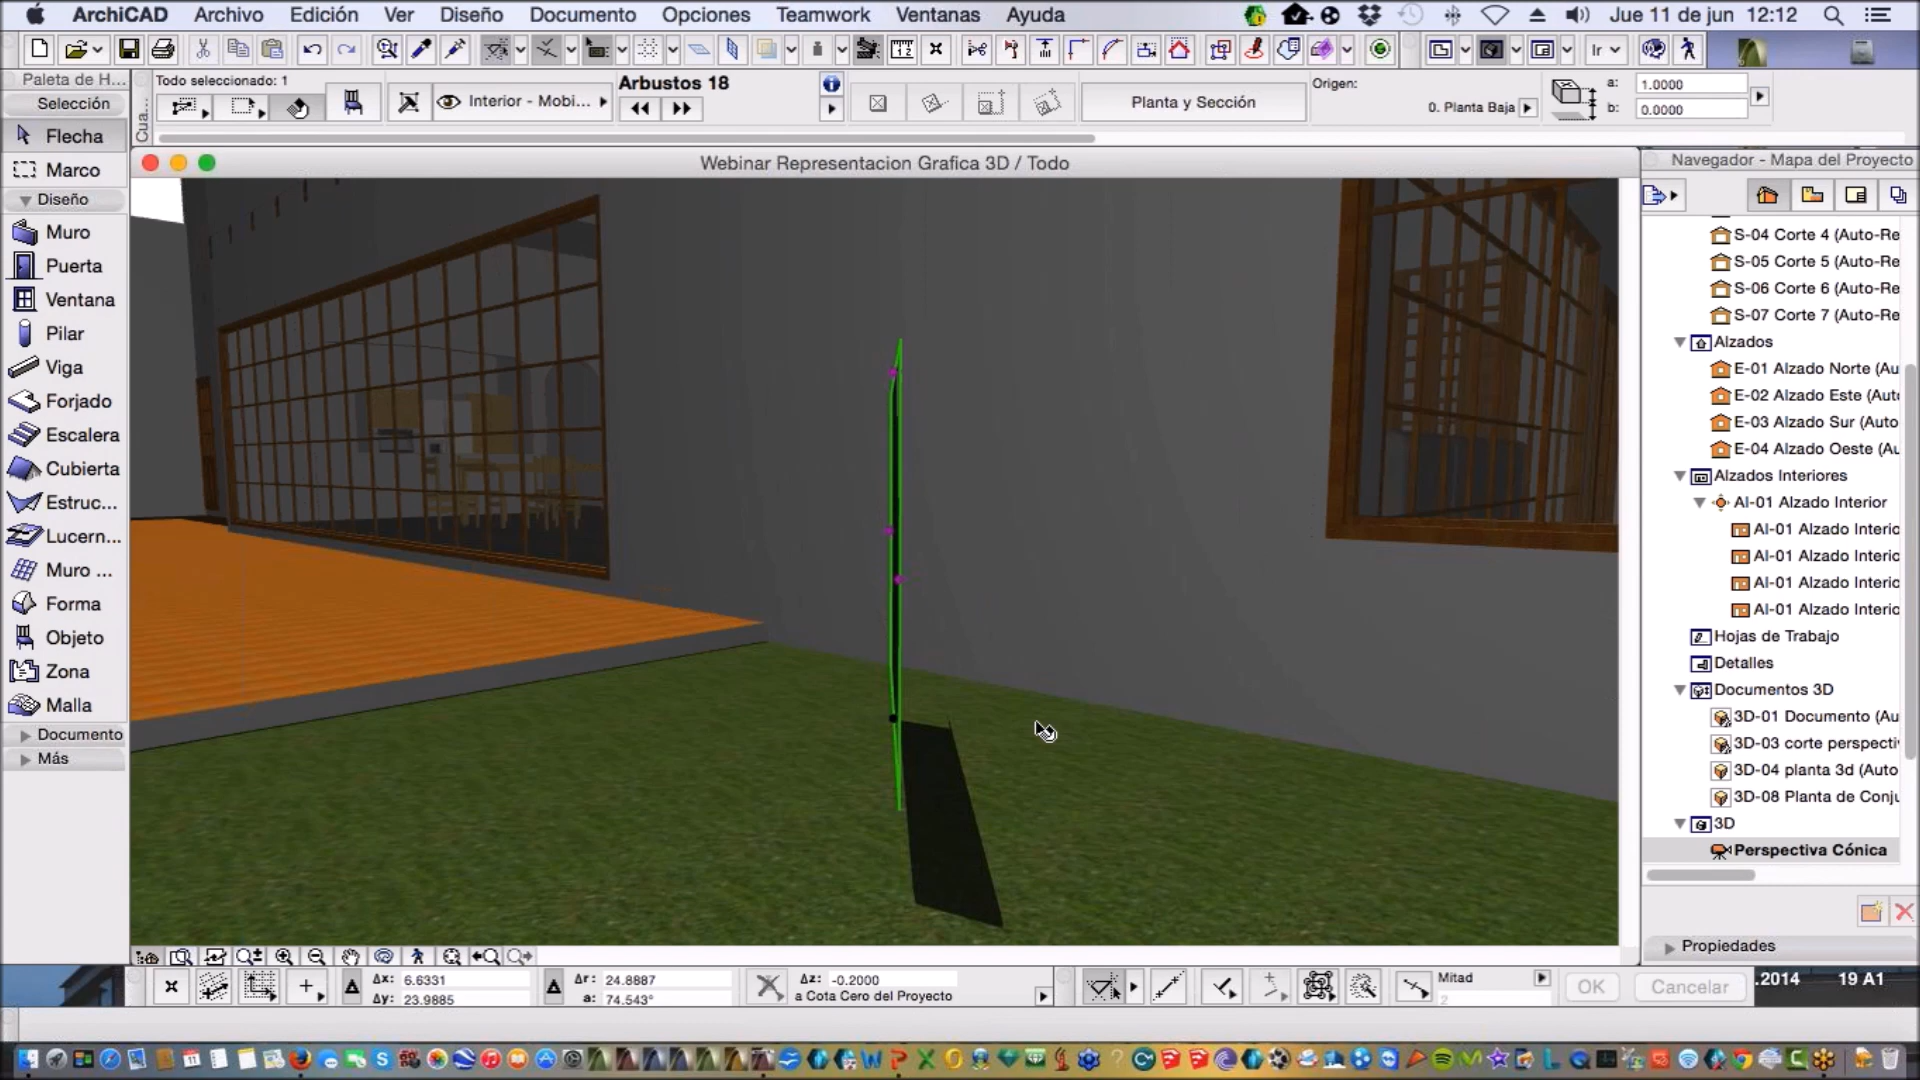 ArchiCAD Archivo Edición Ver Diseño Documento Opciones Teamwork Ventanas Ayuda Jue 11 de jun 12:12
Ir
Paleta de H... Todo seleccionado: 1
Selección
Flecha
Marco
Diseño
Muro
Puerta
Ventana
Pilar
Viga
Forjado
Escalera
Cubierta
Estruc...
Lucern...
Muro ...
Forma
Objeto
Zona
Malla
Documento
Más
Cua...
Interior - Mobi...
Arbustos 18
Planta y Sección
Origen:
0. Planta Baja
a: 1.0000
b: 0.0000
Webinar Representacion Grafica 3D / Todo
Navegador - Mapa del Proyecto
S-04 Corte 4 (Auto-Re
S-05 Corte 5 (Auto-Re
S-06 Corte 6 (Auto-Re
S-07 Corte 7 (Auto-Re
Alzados
E-01 Alzado Norte (Au
E-02 Alzado Este (Aut
E-03 Alzado Sur (Auto
E-04 Alzado Oeste (Au
Alzados Interiores
AI-01 Alzado Interior
AI-01 Alzado Interio
AI-01 Alzado Interio
AI-01 Alzado Interio
AI-01 Alzado Interio
Hojas de Trabajo
Detalles
Documentos 3D
3D-01 Documento (Au
3D-03 corte perspecti
3D-04 planta 3d (Auto
3D-08 Planta de Conju
3D
Perspectiva Cónica
Propiedades
Δx: 6.6331
Δy: 23.9885
Δr: 24.8887
a: 74.543°
Δz: -0.2000
a Cota Cero del Proyecto
Mitad
2
OK
Cancelar
.2014 19 A1